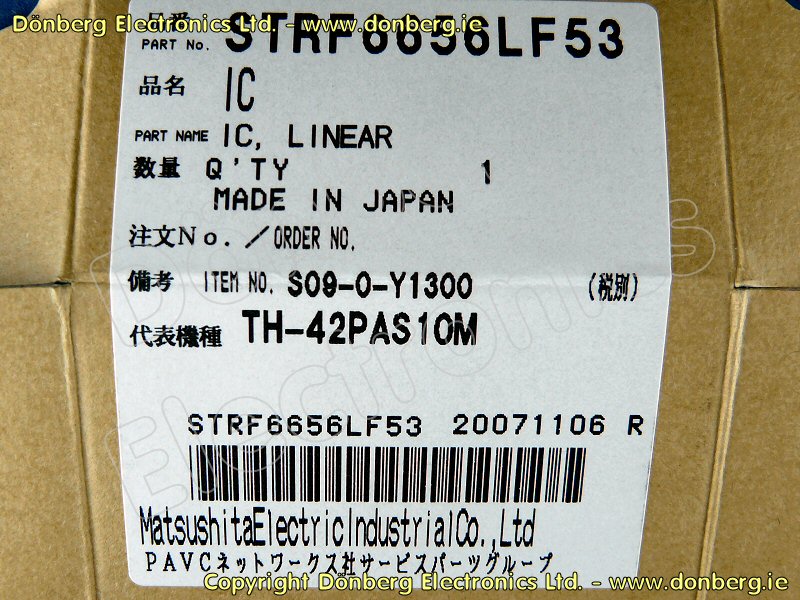 Dönberg Electronics Ltd. - www.donberg.ie
品番
PART No. STRF6656LF53
品名 IC
PART NAME IC, LINEAR
数量 Q'TY 1
MADE IN JAPAN
注文No.／ORDER NO.
備考 ITEM NO. S09-0-Y1300 (税別)
代表機種 TH-42PAS10M
Dönberg
Electronics
STRF6656LF53 20071106 R
MatsushitaElectricIndustrialCo.,Ltd
PAVCネットワークス社サービスパーツグループ
Copyright Dönberg Electronics Ltd. - www.donberg.ie